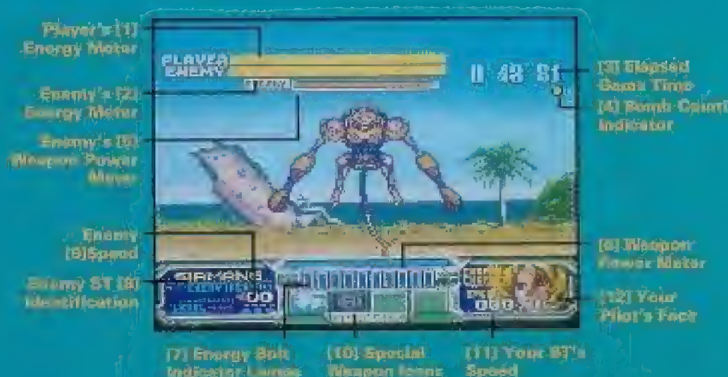 Player's [1]
Energy Meter
Enemy's [2]
Energy Meter
Enemy's [5]
Weapon Power
Meter
Enemy
[9] Speed
Enemy ST [8]
Identification
PLAYER
ENEMY
0 48
[3] Elapsed
Game Time
[4] Bomb Count
Indicator
[6] Weapon
Power Meter
[12] Your
Pilot's Face
[7] Energy Bolt
Indicator Lamps
[10] Special
Weapon Icons
[11] Your ST's
Speed